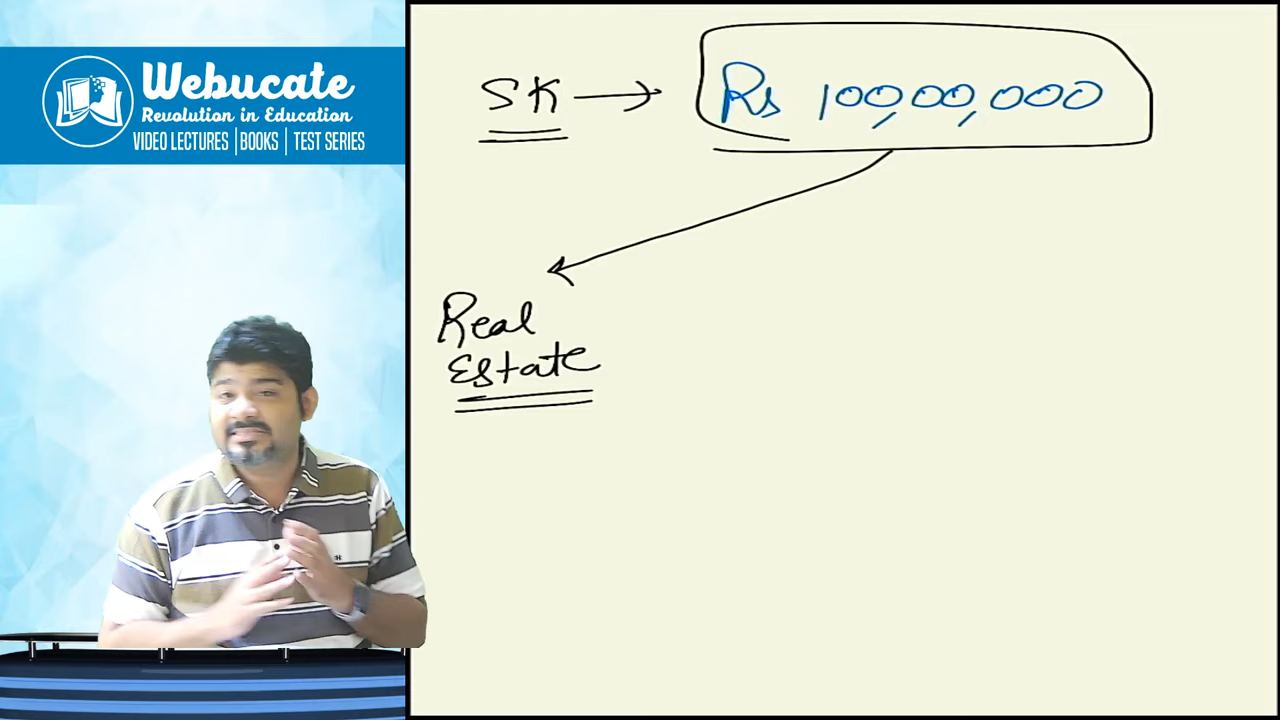 Webucate
Revolution in Education
VIDEO LECTURES | BOOKS | TEST SERIES
SK → Rs 100,00,000
Real
Estate